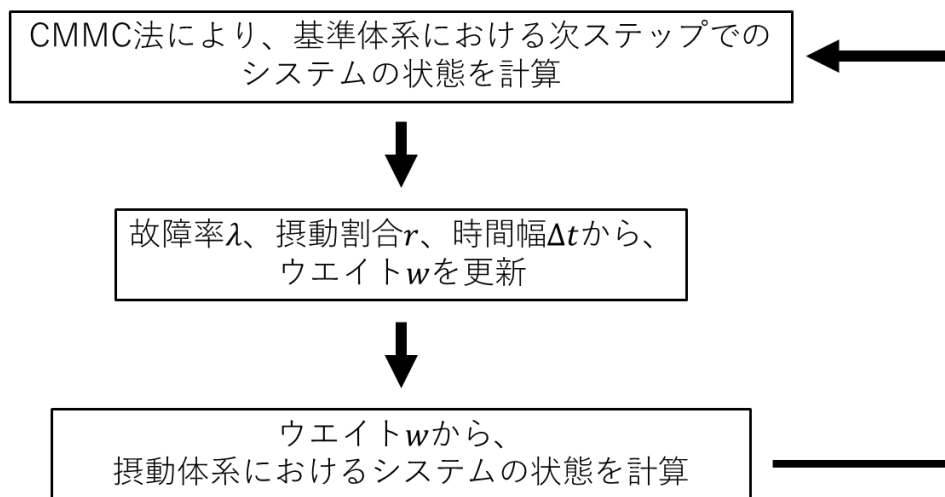 CMMC法により、基準体系における次ステップでの
システムの状態を計算
故障率λ、摂動割合r、時間幅Δtから、
ウエイトwを更新
ウエイトwから、
摂動体系におけるシステムの状態を計算